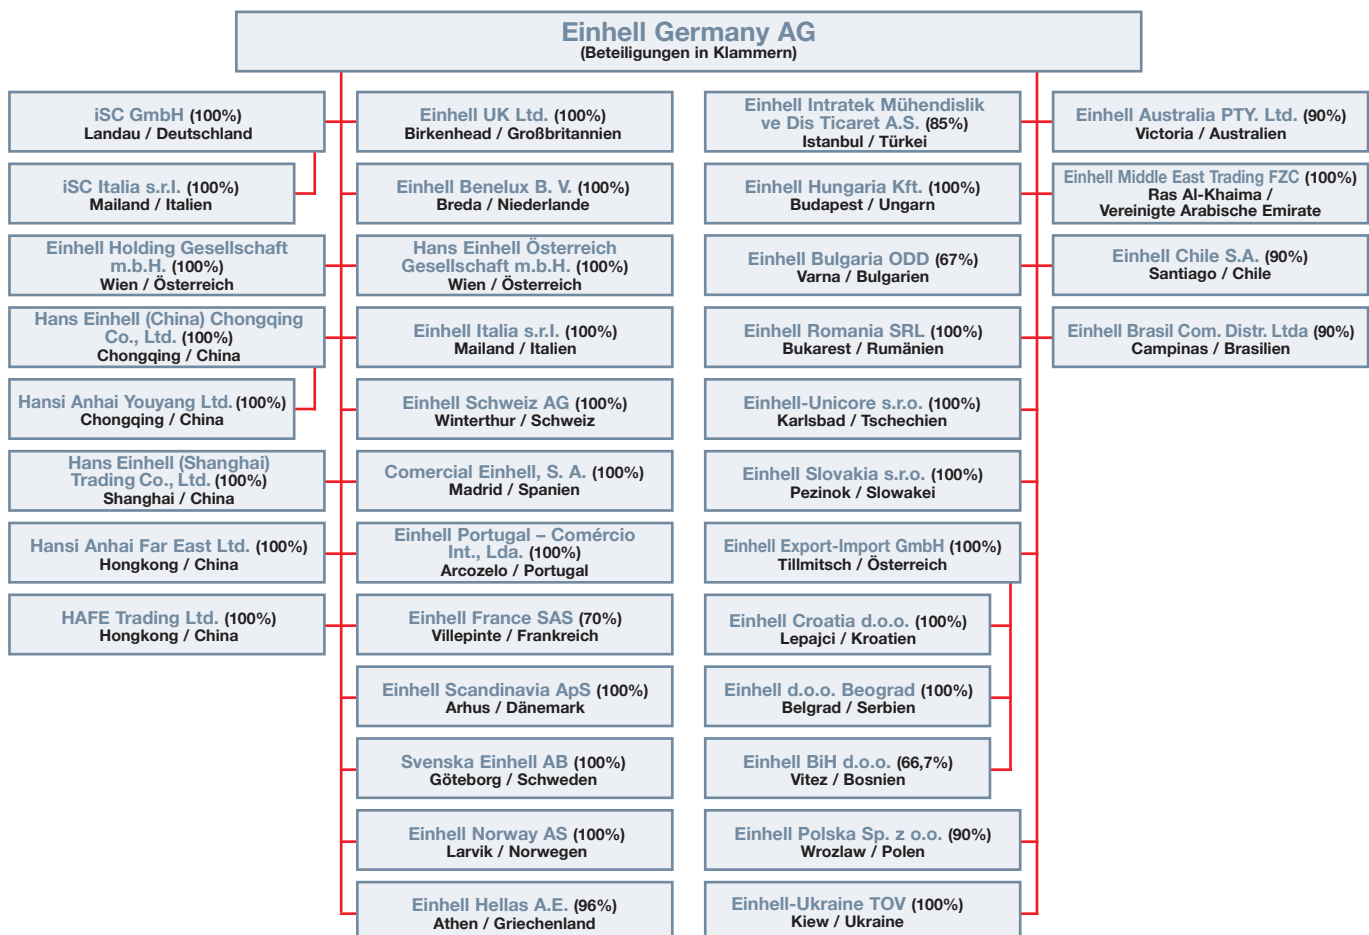 Einhell Germany AG
(Beteiligungen in Klammern)
iSC GmbH (100%)
Landau / Deutschland
iSC Italia s.r.l. (100%)
Mailand / Italien
Einhell Holding Gesellschaft
m.b.H. (100%)
Wien / Österreich
Hans Einhell (China) Chongqing
Co., Ltd. (100%)
Chongqing / China
Hansi Anhai Youyang Ltd. (100%)
Chongqing / China
Hans Einhell (Shanghai)
Trading Co., Ltd. (100%)
Shanghai / China
Hansi Anhai Far East Ltd. (100%)
Hongkong / China
HAFE Trading Ltd. (100%)
Hongkong / China
Einhell UK Ltd. (100%)
Birkenhead / Großbritannien
Einhell Benelux B. V. (100%)
Breda / Niederlande
Hans Einhell Österreich
Gesellschaft m.b.H. (100%)
Wien / Österreich
Einhell Italia s.r.l. (100%)
Mailand / Italien
Einhell Schweiz AG (100%)
Winterthur / Schweiz
Comercial Einhell, S. A. (100%)
Madrid / Spanien
Einhell Portugal – Comércio
Int., Lda. (100%)
Arcozelo / Portugal
Einhell France SAS (70%)
Villepinte / Frankreich
Einhell Scandinavia ApS (100%)
Arhus / Dänemark
Svenska Einhell AB (100%)
Göteborg / Schweden
Einhell Norway AS (100%)
Larvik / Norwegen
Einhell Hellas A.E. (96%)
Athen / Griechenland
Einhell Intratek Mühendislik
ve Dis Ticaret A.S. (85%)
Istanbul / Türkei
Einhell Hungaria Kft. (100%)
Budapest / Ungarn
Einhell Bulgaria ODD (67%)
Varna / Bulgarien
Einhell Romania SRL (100%)
Bukarest / Rumänien
Einhell-Unicore s.r.o. (100%)
Karlsbad / Tschechien
Einhell Slovakia s.r.o. (100%)
Pezinok / Slowakei
Einhell Export-Import GmbH (100%)
Tillmitsch / Österreich
Einhell Croatia d.o.o. (100%)
Lepajci / Kroatien
Einhell d.o.o. Beograd (100%)
Belgrad / Serbien
Einhell BiH d.o.o. (66,7%)
Vitez / Bosnien
Einhell Polska Sp. z o.o. (90%)
Wrozlaw / Polen
Einhell-Ukraine TOV (100%)
Kiew / Ukraine
Einhell Australia PTY. Ltd. (90%)
Victoria / Australien
Einhell Middle East Trading FZC (100%)
Ras Al-Khaima /
Vereinigte Arabische Emirate
Einhell Chile S.A. (90%)
Santiago / Chile
Einhell Brasil Com. Distr. Ltda (90%)
Campinas / Brasilien